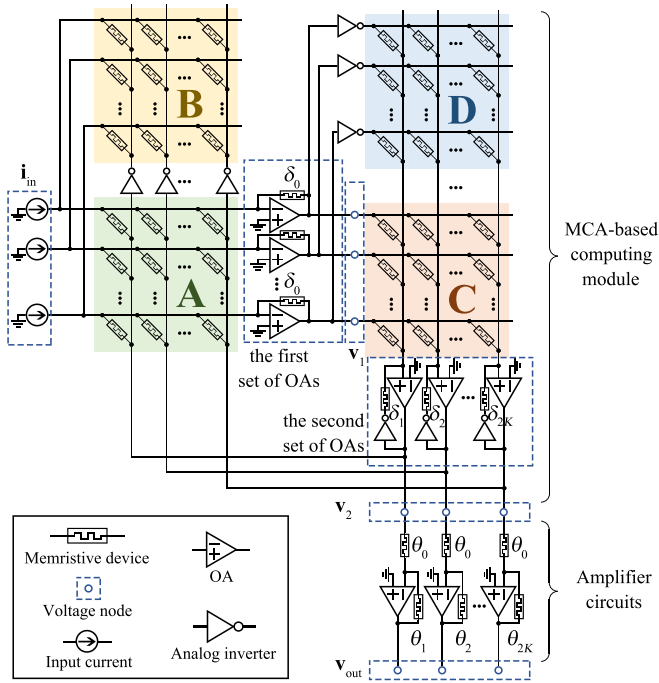 B
D
i_in
δ_0
...
MCA-based
computing
module
A
δ_0
C
the first
set of OAs
v_1
the second
set of OAs
δ_1 δ_2 ... δ_2K
v_2
θ_0 θ_0 θ_0
Memristive device
OA
Voltage node
Input current
Analog inverter
Amplifier
circuits
θ_1 θ_2 ... θ_2K
v_out